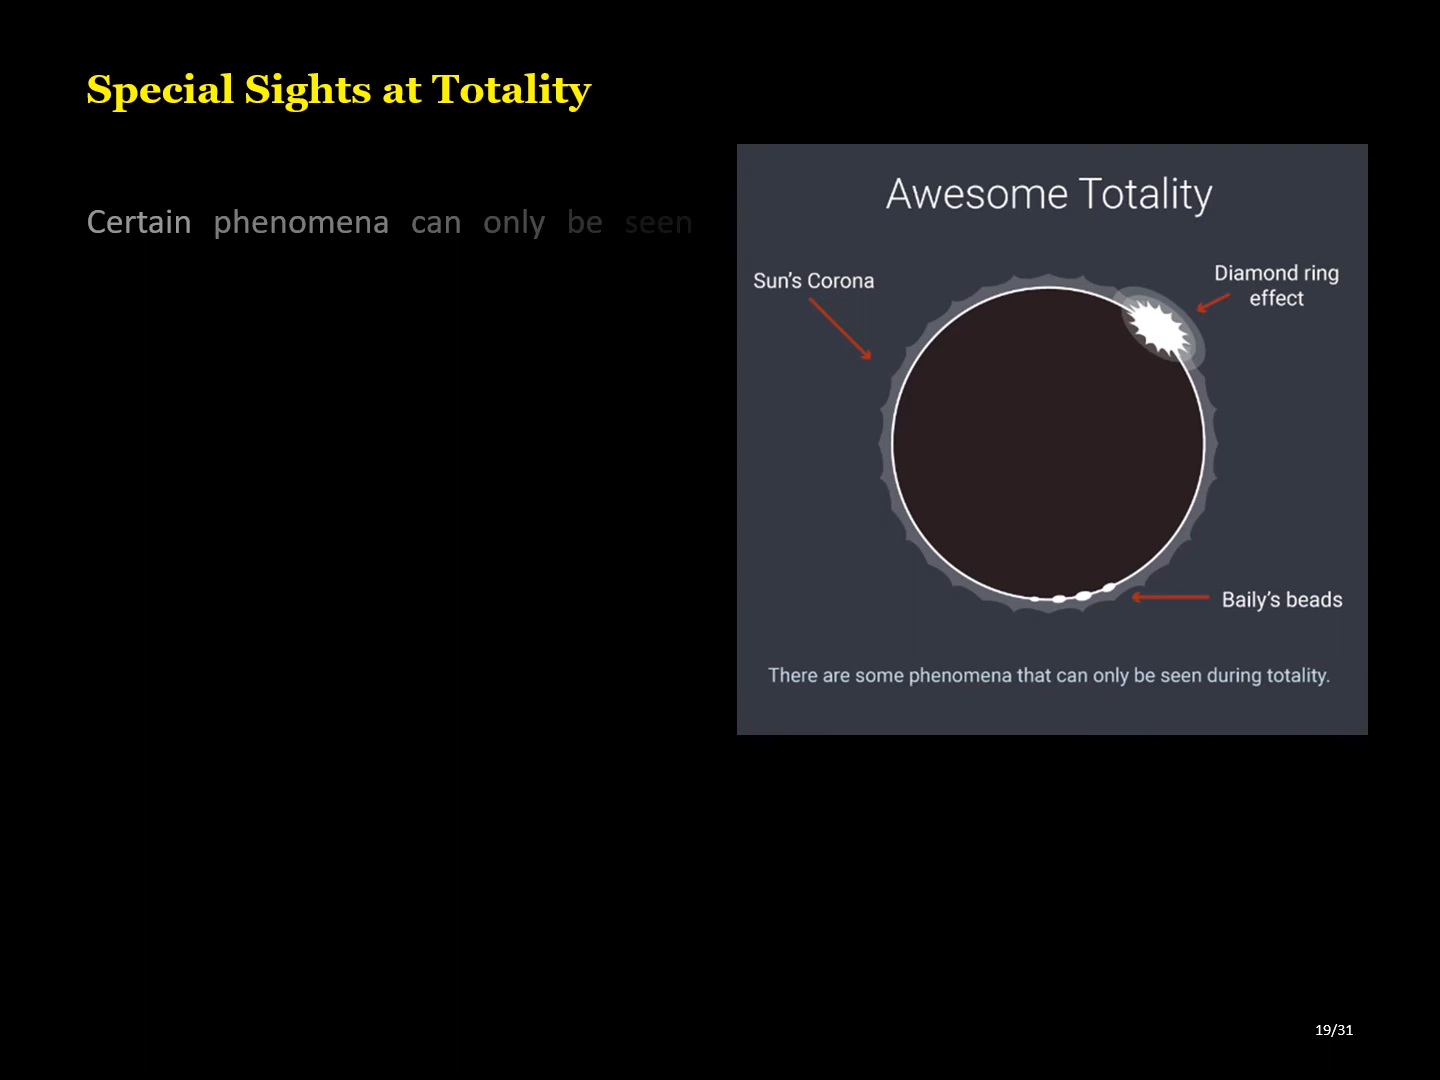 Special Sights at Totality
Certain phenomena can only be seen
Awesome Totality
Sun's Corona
Diamond ring
effect
Baily's beads
There are some phenomena that can only be seen during totality.
19/31